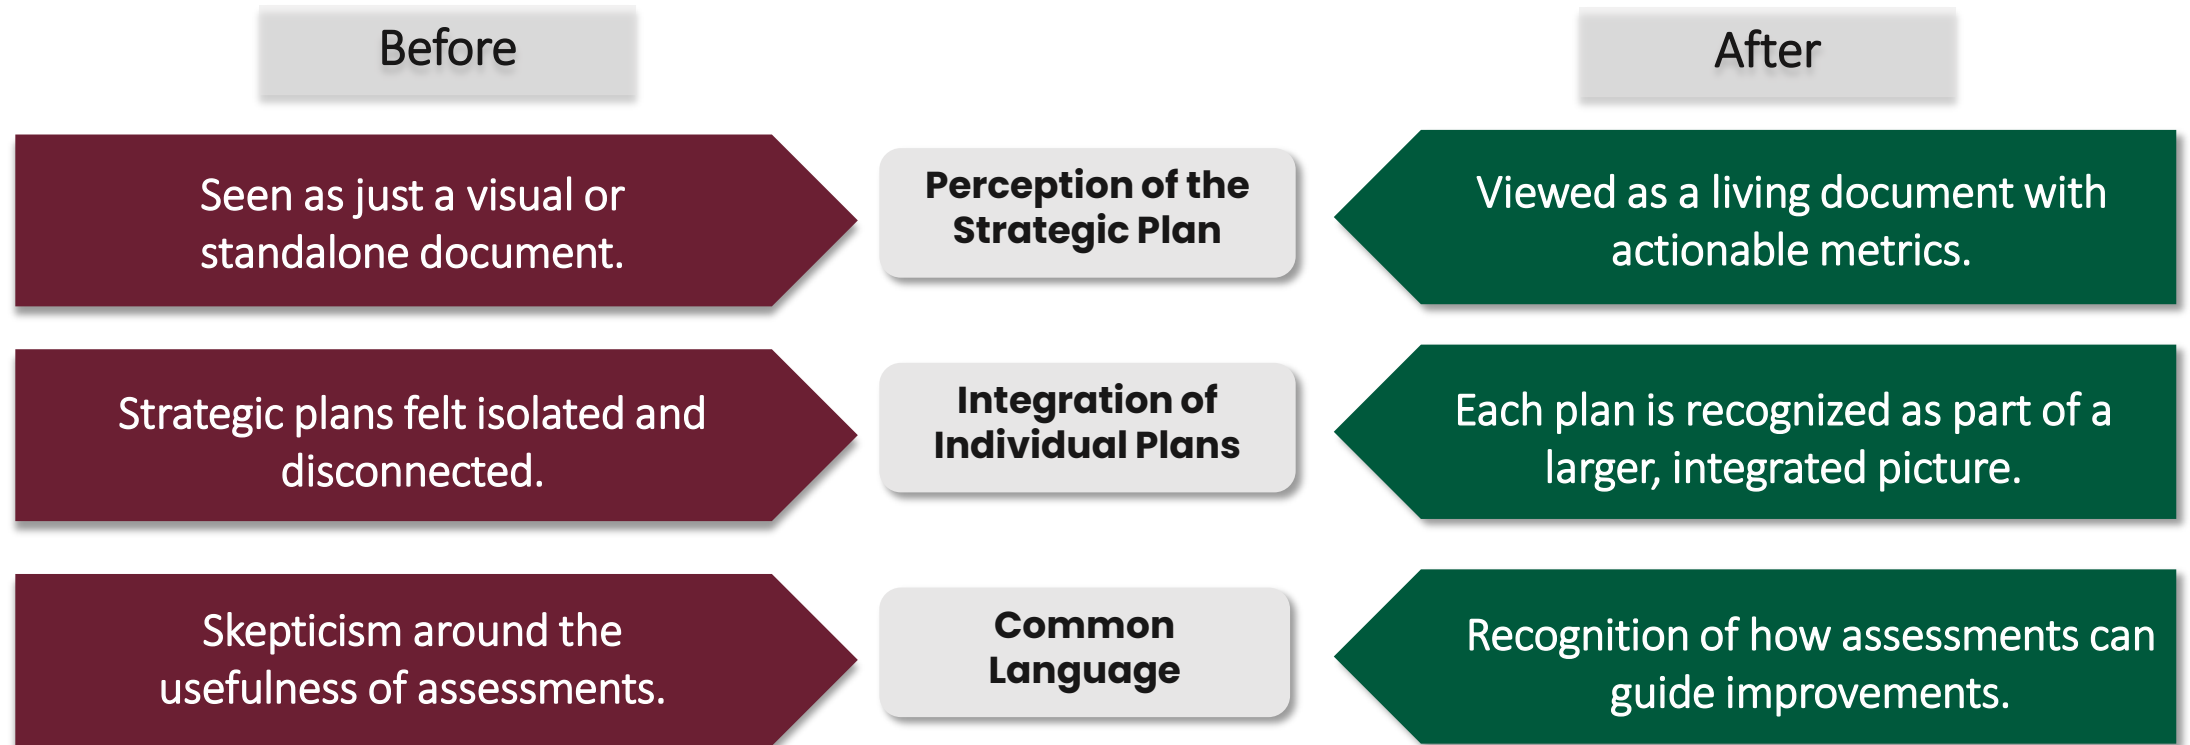 Before
After
Seen as just a visual or
standalone document.
Perception of the
Strategic Plan
Viewed as a living document with
actionable metrics.
Strategic plans felt isolated and
disconnected.
Integration of
Individual Plans
Each plan is recognized as part of a
larger, integrated picture.
Skepticism around the
usefulness of assessments.
Common
Language
Recognition of how assessments can
guide improvements.